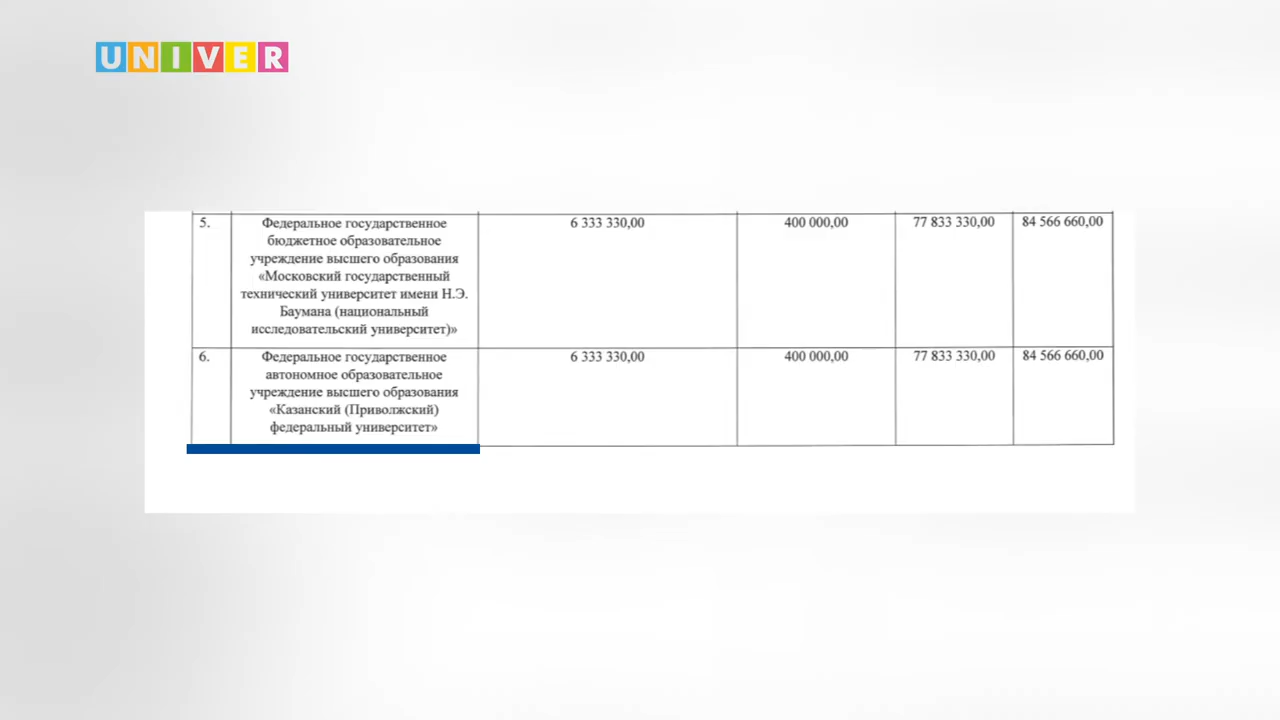 UNIVER
5. Федеральное государственное 6 333 330,00 400 000,00 77 833 330,00 84 566 660,00
бюджетное образовательное
учреждение высшего образования
«Московский государственный
технический университет имени Н.Э.
Баумана (национальный
исследовательский университет)»
6. Федеральное государственное 6 333 330,00 400 000,00 77 833 330,00 84 566 660,00
автономное образовательное
учреждение высшего образования
«Казанский (Приволжский)
федеральный университет»